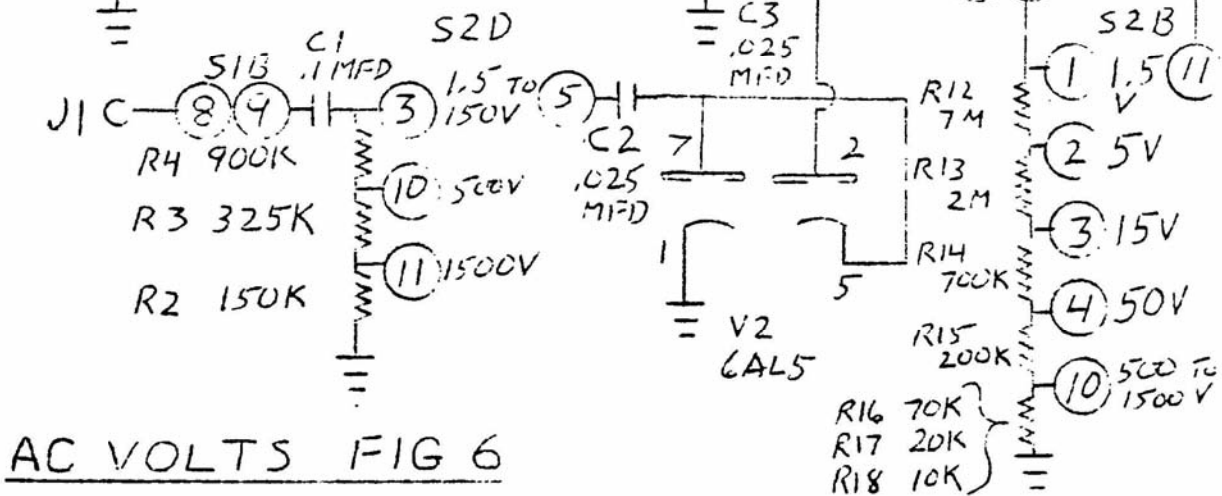 C3
.025
MFD
S2D
S2B
C1
.1 MFD
S1B
J1 C
8
9
3
1.5 TO
150V
5
R4 900K
10
500V
R3 325K
11
1500V
R2 150K
C2
.025
MFD
7
2
1
5
V2
6AL5
R12
7M
1
1.5
V
11
2
5V
R13
2M
3
15V
R14
700K
4
50V
R15
200K
10
500 TO
1500 V
R16 70K
R17 20K
R18 10K
AC VOLTS FIG 6